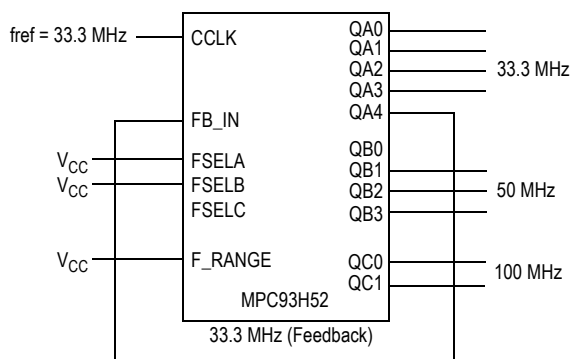 fref = 33.3 MHz
CCLK
QA0
QA1
QA2
QA3
QA4
33.3 MHz
FB_IN
VCC
FSELA
VCC
FSELB
FSELC
QB0
QB1
QB2
QB3
50 MHz
VCC
F_RANGE
QC0
QC1
100 MHz
MPC93H52
33.3 MHz (Feedback)